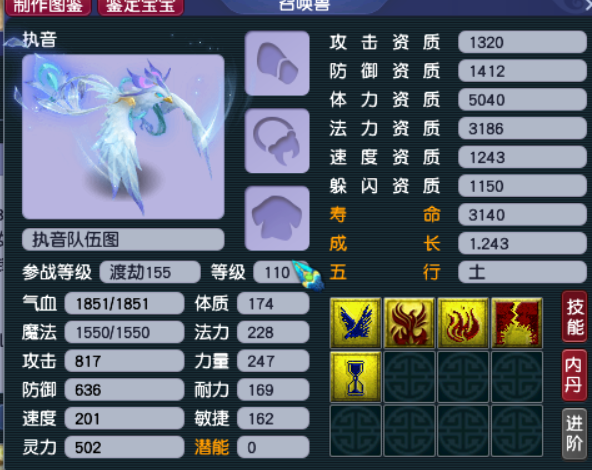 制作图鉴 鉴定宝宝 召唤兽
执音
攻击资质 1320
防御资质 1412
体力资质 5040
法力资质 3186
速度资质 1243
躲闪资质 1150
寿命 3140
成长 1.243
五行 土
执音队伍图
参战等级 渡劫155 等级 110
气血 1851/1851 体质 174
魔法 1550/1550 法力 228
攻击 817 力量 247
防御 636 耐力 169
速度 201 敏捷 162
灵力 502 潜能 0
技能
内丹
进阶